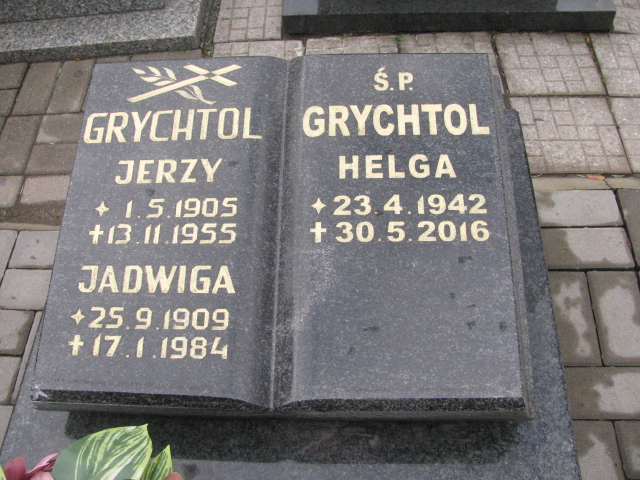 GRYCHTOL
JERZY
✦ 1.5.1905
✝13.11.1955
JADWIGA
✦25.9.1909
✝17.1.1984
Ś.P.
GRYCHTOL
HELGA
✦23.4.1942
✝30.5.2016